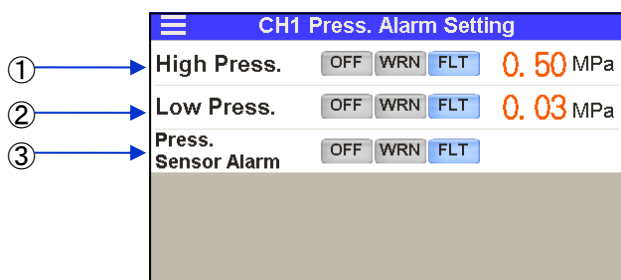 CH1 Press. Alarm Setting
① High Press. OFF WRN FLT 0. 50 MPa
② Low Press. OFF WRN FLT 0. 03 MPa
③ Press.
Sensor Alarm OFF WRN FLT